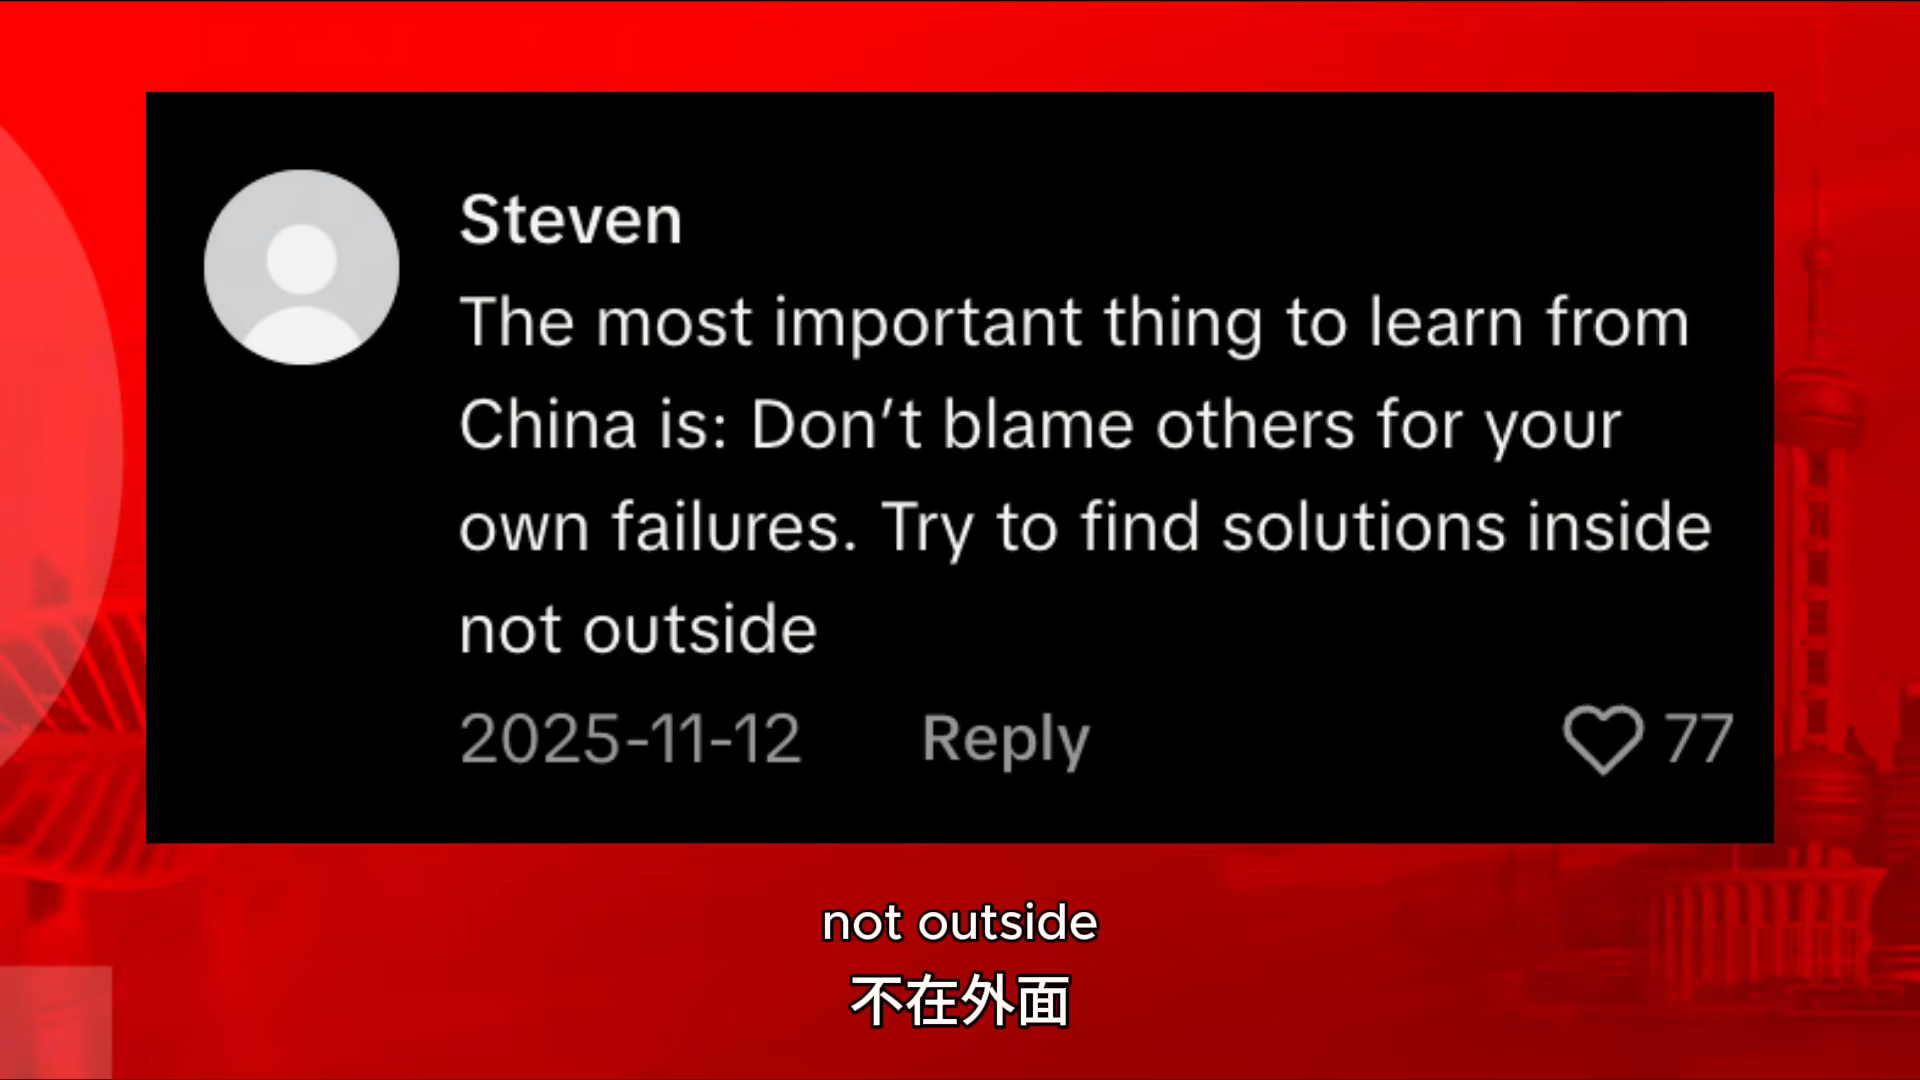 Steven
The most important thing to learn from
China is: Don’t blame others for your
own failures. Try to find solutions inside
not outside
2025-11-12 Reply 77
not outside
不在外面